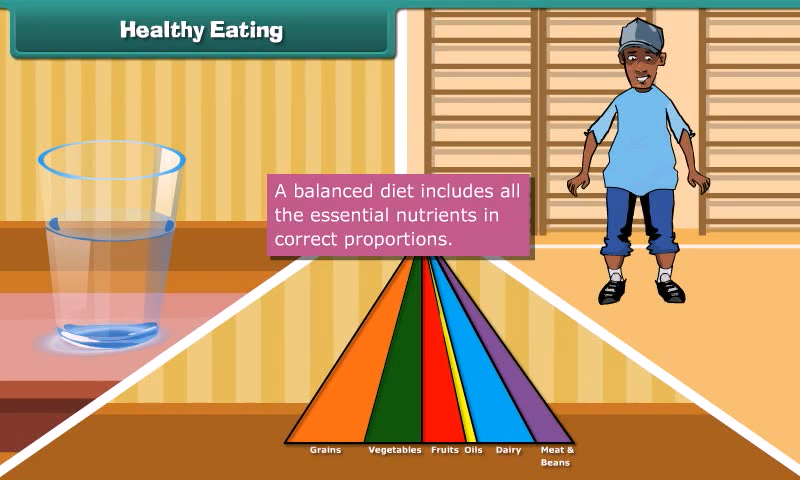 Healthy Eating
A balanced diet includes all
the essential nutrients in
correct proportions.
Grains Vegetables Fruits Oils Dairy Meat &
Beans